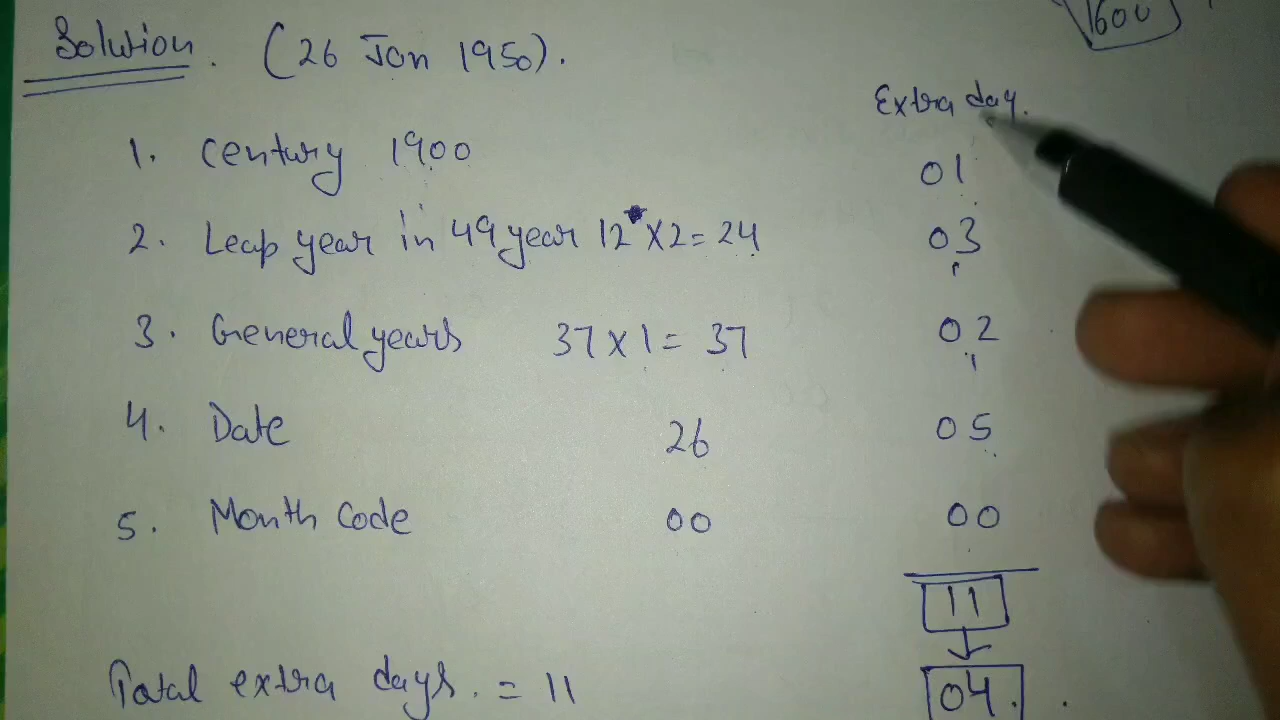 1600
Solution. (26 Jan 1950).
Extra day.
1. Century 1900 01
2. Leap year in 49 year 12 X2= 24 03
3. General years 37 X 1 = 37 02
4. Date 26 05
5. Month Code 00 00
11
Total extra days. = 11
04.